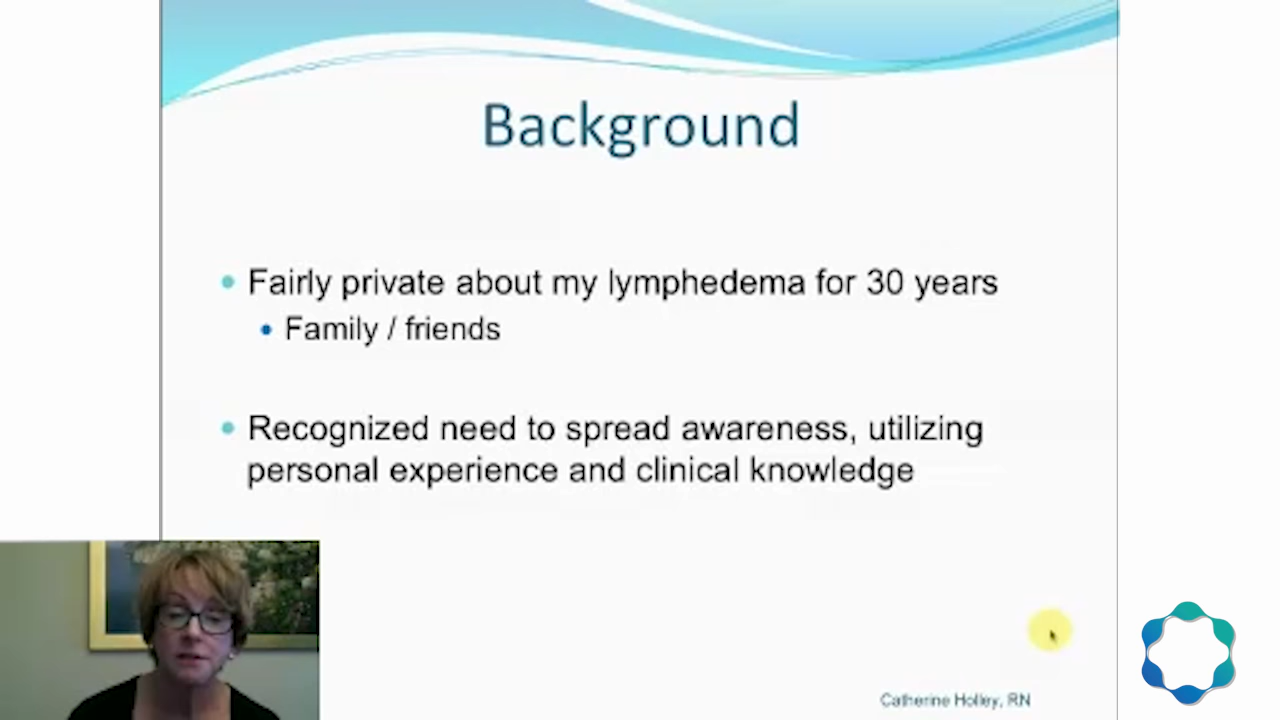 Background
Fairly private about my lymphedema for 30 years
Family / friends
Recognized need to spread awareness, utilizing
personal experience and clinical knowledge
Catherine Holley, RN